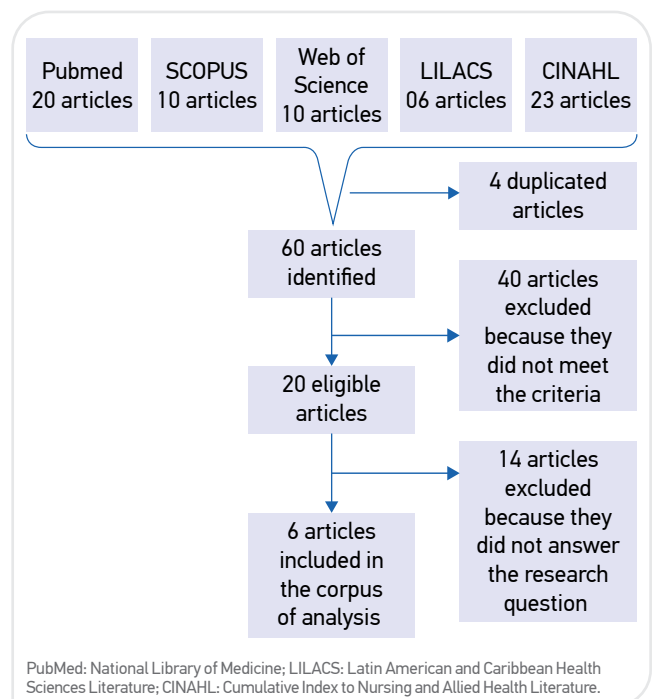 Pubmed
20 articles
SCOPUS
10 articles
Web of
Science
10 articles
LILACS
06 articles
CINAHL
23 articles
4 duplicated
articles
60 articles
identified
40 articles
excluded
because they
did not meet
the criteria
20 eligible
articles
14 articles
excluded
because they
did not answer
the research
question
6 articles
included in
the corpus
of analysis
PubMed: National Library of Medicine; LILACS: Latin American and Caribbean Health
Sciences Literature; CINAHL: Cumulative Index to Nursing and Allied Health Literature.